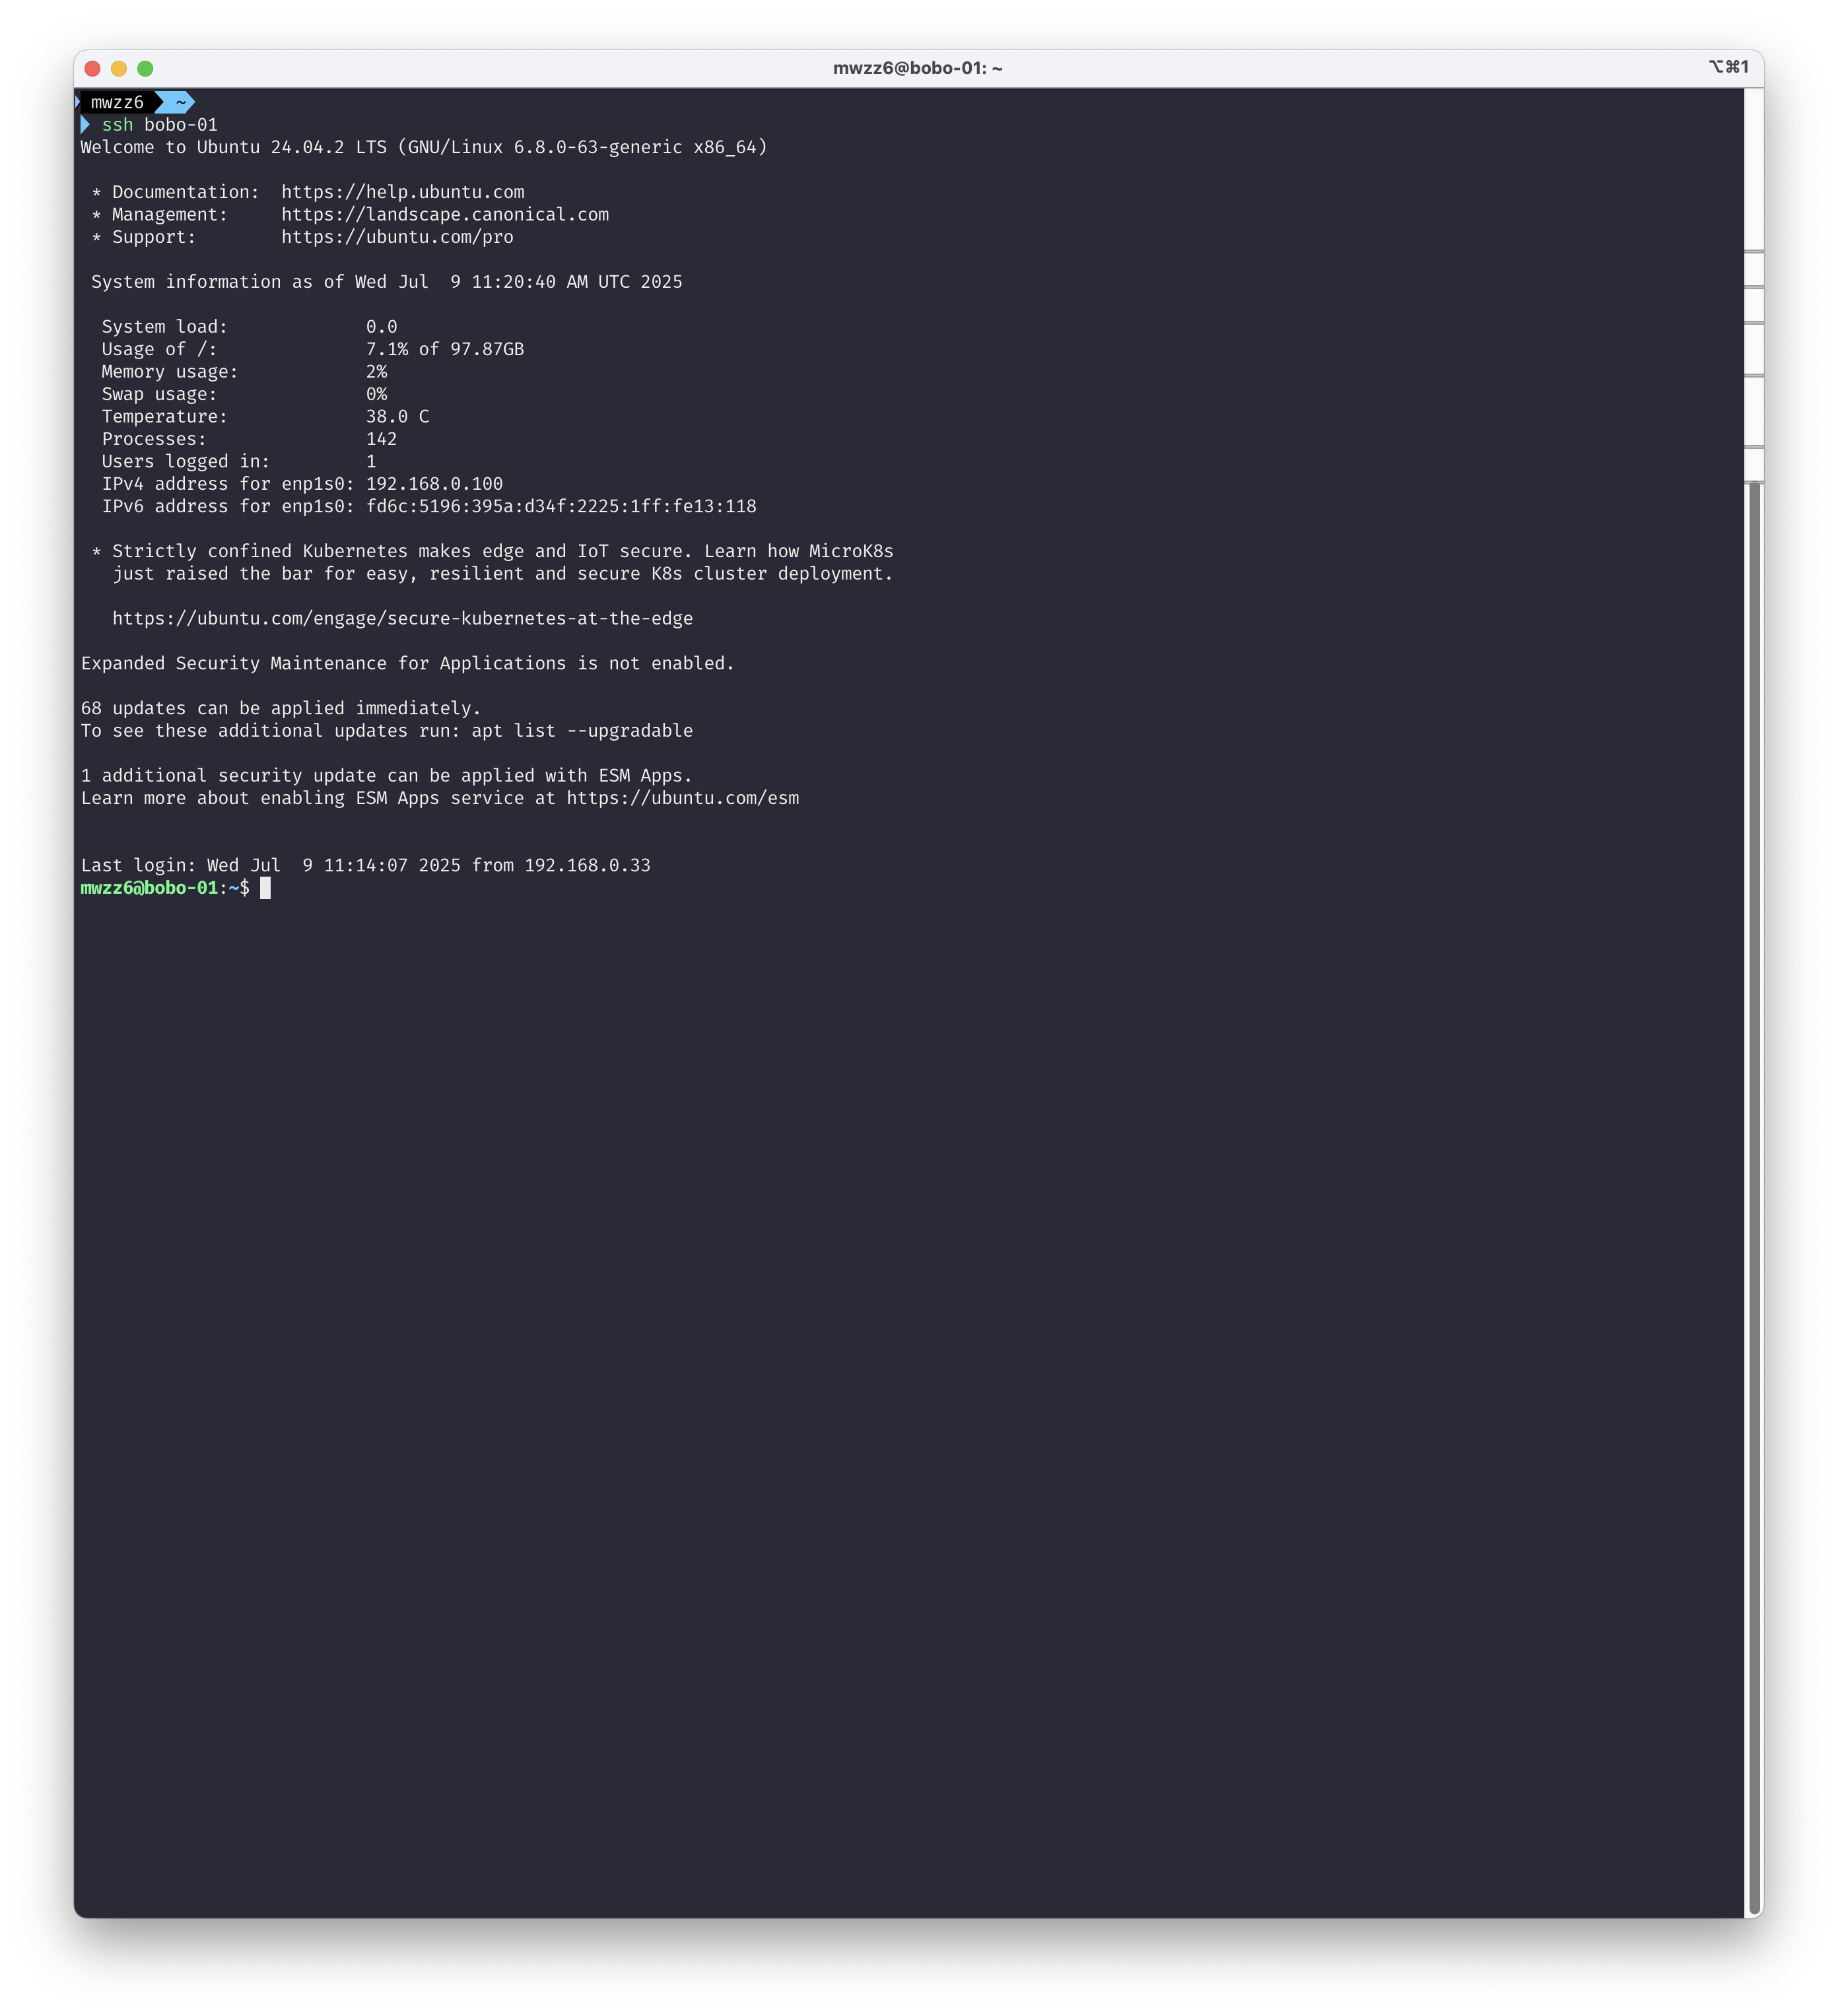 mwzz6@bobo-01: ~
⌥⌘1
mwzz6 ~
ssh bobo-01
Welcome to Ubuntu 24.04.2 LTS (GNU/Linux 6.8.0-63-generic x86_64)
* Documentation:  https://help.ubuntu.com
* Management:     https://landscape.canonical.com
* Support:        https://ubuntu.com/pro
System information as of Wed Jul  9 11:20:40 AM UTC 2025
System load:             0.0
Usage of /:              7.1% of 97.87GB
Memory usage:            2%
Swap usage:              0%
Temperature:             38.0 C
Processes:               142
Users logged in:         1
IPv4 address for enp1s0: 192.168.0.100
IPv6 address for enp1s0: fd6c:5196:395a:d34f:2225:1ff:fe13:118
* Strictly confined Kubernetes makes edge and IoT secure. Learn how MicroK8s
just raised the bar for easy, resilient and secure K8s cluster deployment.
https://ubuntu.com/engage/secure-kubernetes-at-the-edge
Expanded Security Maintenance for Applications is not enabled.
68 updates can be applied immediately.
To see these additional updates run: apt list --upgradable
1 additional security update can be applied with ESM Apps.
Learn more about enabling ESM Apps service at https://ubuntu.com/esm
Last login: Wed Jul  9 11:14:07 2025 from 192.168.0.33
mwzz6@bobo-01:~$